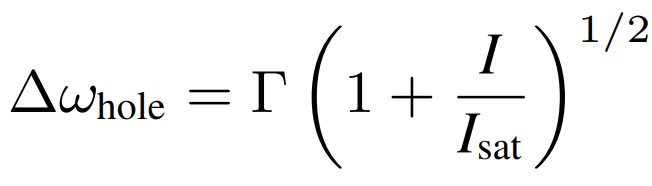 Δω_hole = Γ (1 + I/I_sat)^{1/2}